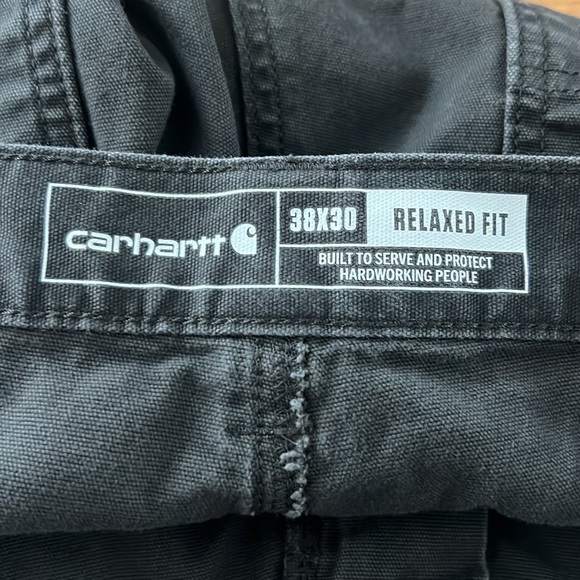 carhartt
38X30
RELAXED FIT
BUILT TO SERVE AND PROTECT
HARDWORKING PEOPLE